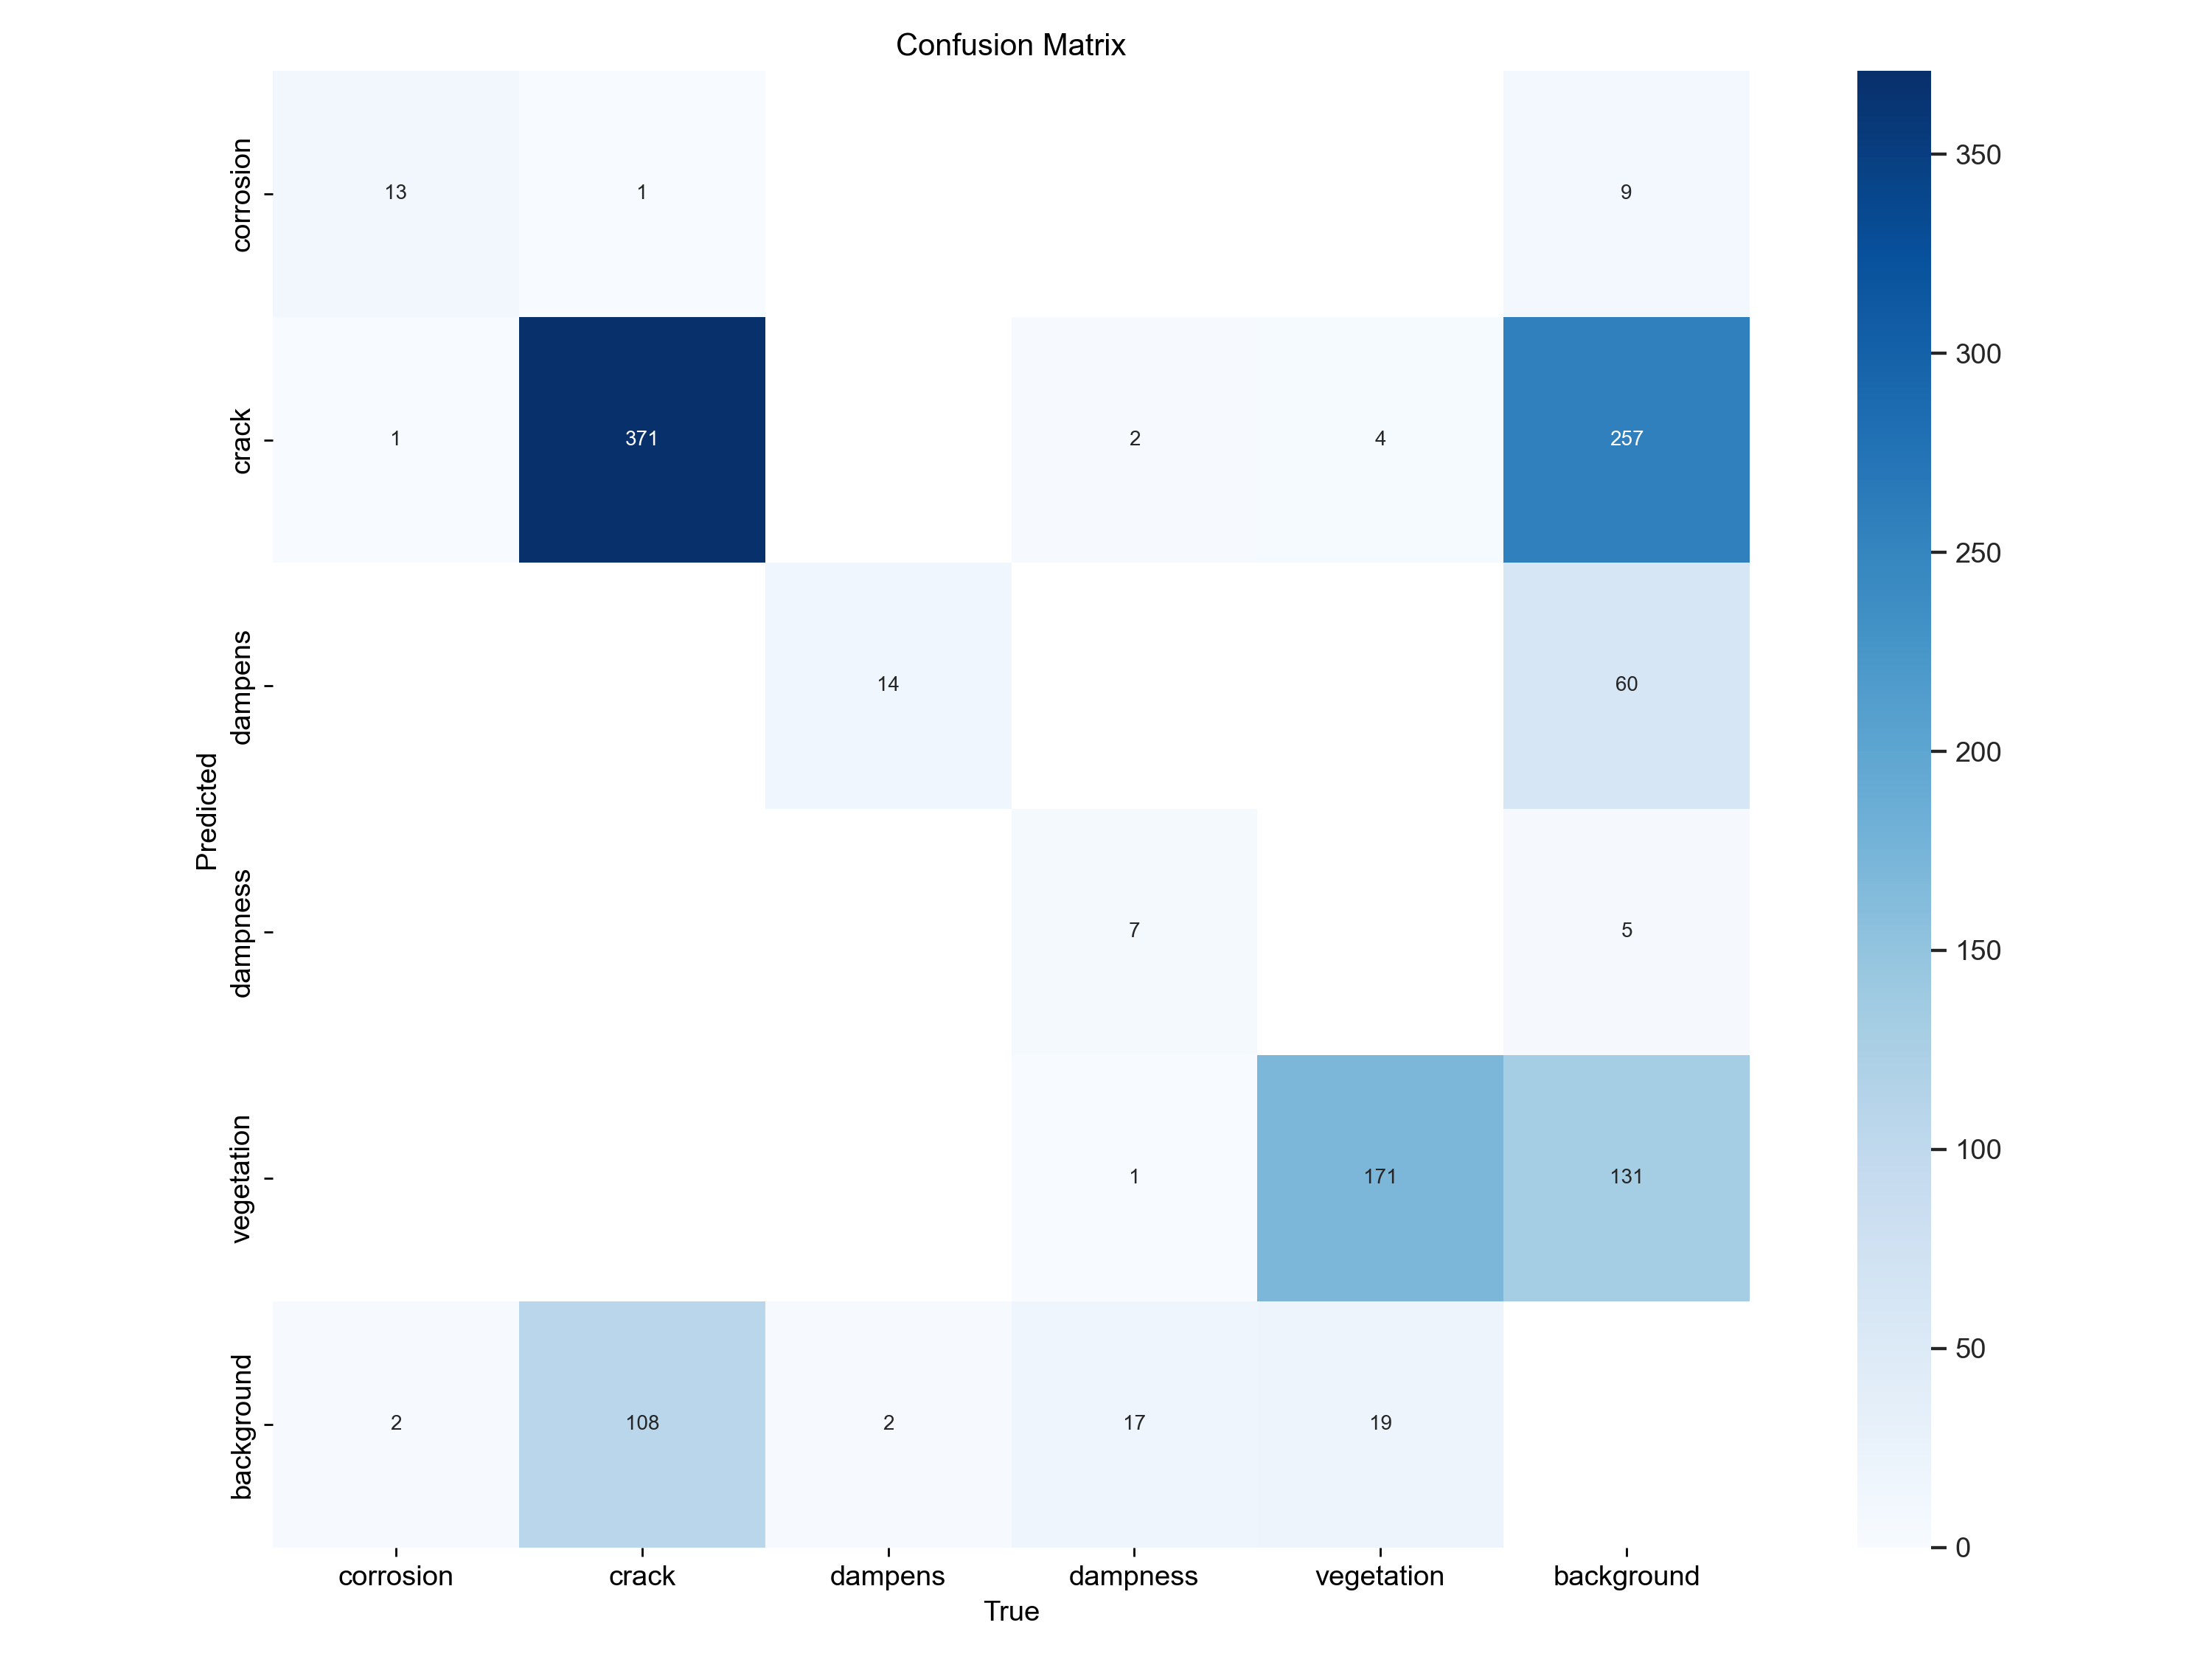 Confusion Matrix
Predicted
corrosion 13 1 9
crack 1 371 2 4 257
dampens 14 60
dampness 7 5
vegetation 1 171 131
background 2 108 2 17 19
corrosion crack dampens dampness vegetation background
True
350
300
250
200
150
100
50
0